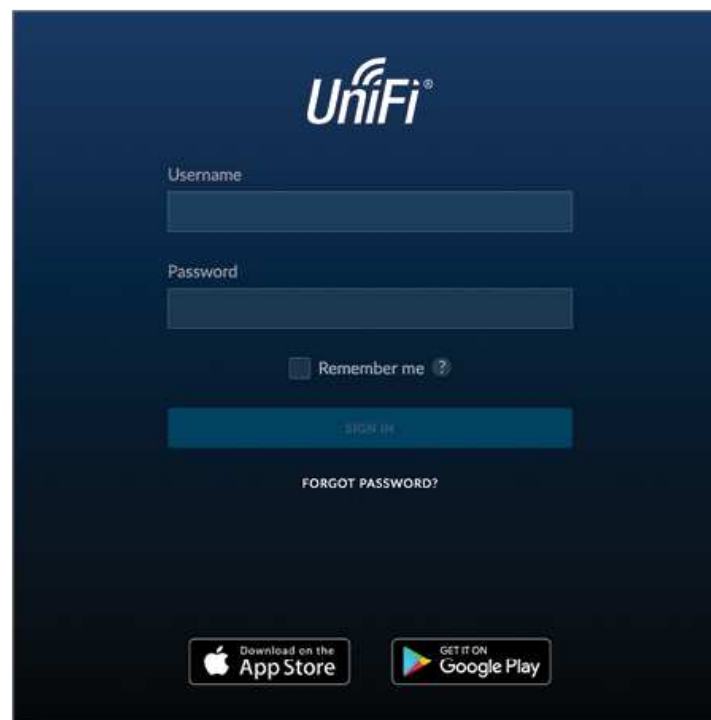 UniFi®
Username
Password
Remember me ?
SIGN IN
FORGOT PASSWORD?
Download on the
App Store
GET IT ON
Google Play